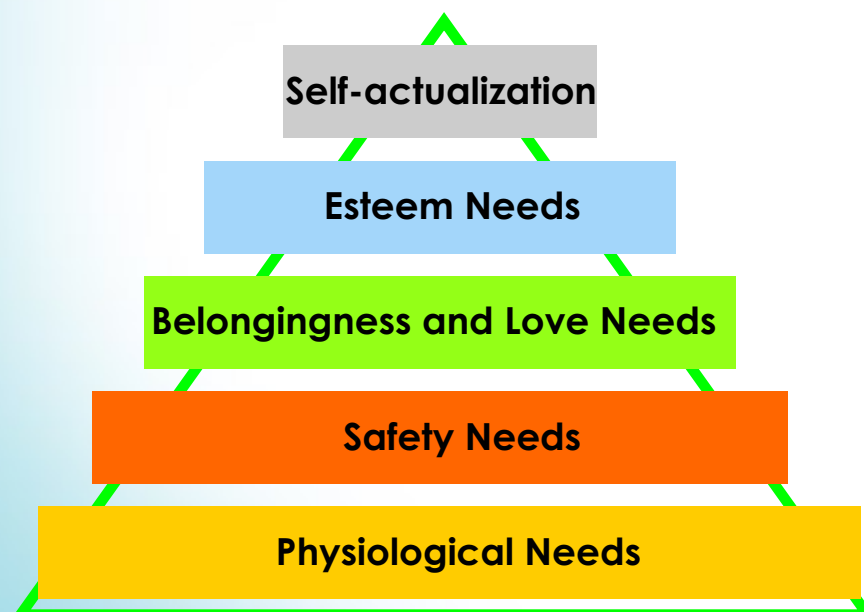 Self-actualization
Esteem Needs
Belongingness and Love Needs
Safety Needs
Physiological Needs